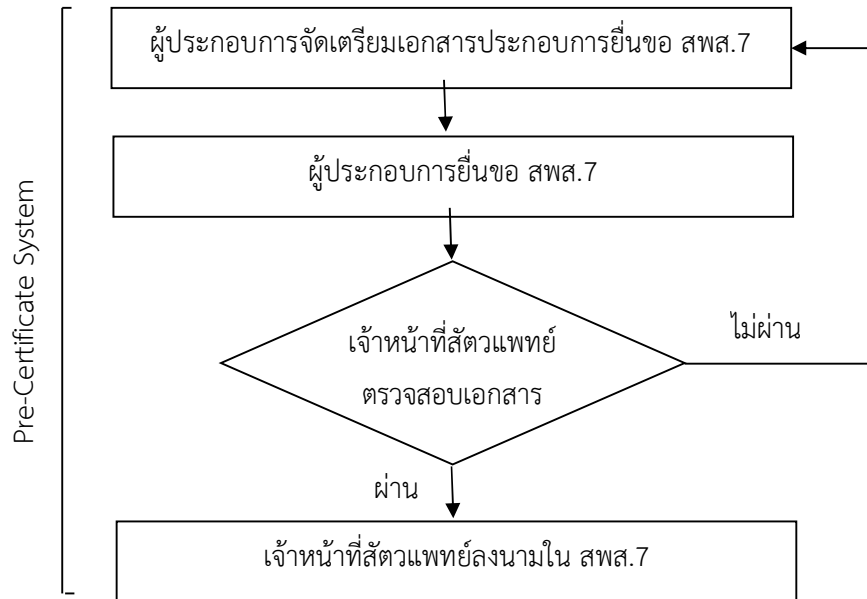 ผู้ประกอบการจัดเตรียมเอกสารประกอบการยื่นขอ สพส.7
ผู้ประกอบการยื่นขอ สพส.7
Pre-Certificate System
เจ้าหน้าที่สัตวแพทย์
ตรวจสอบเอกสาร
ไม่ผ่าน
ผ่าน
เจ้าหน้าที่สัตวแพทย์ลงนามใน สพส.7